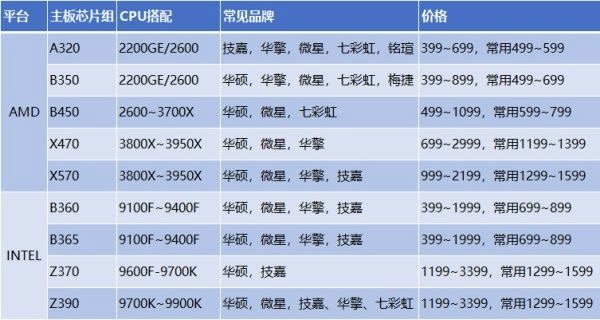 平台 主板芯片组 CPU搭配 常见品牌 价格
AMD
A320 2200GE/2600 技嘉，华擎，微星，七彩虹，铭瑄 399~699，常用499~599
B350 2200GE/2600 华硕，华擎，微星，七彩虹，梅捷 399~899，常用499~699
B450 2600~3700X 华硕，微星，七彩虹 499~1099，常用599~799
X470 3800X~3950X 华硕，微星，华擎 699~2999，常用1199~1399
X570 3800X~3950X 华硕，微星，华擎，技嘉 999~2199，常用1299~1599
INTEL
B360 9100F~9400F 华硕，微星，华擎，技嘉 399~1999，常用699~899
B365 9100F~9400F 华硕，微星，华擎，技嘉 399~1999，常用699~899
Z370 9600F-9700K 华硕，技嘉 1199~3399，常用1299~1599
Z390 9700K~9900K 华硕，微星，技嘉、华擎、七彩虹 1199~3399，常用1299~1599